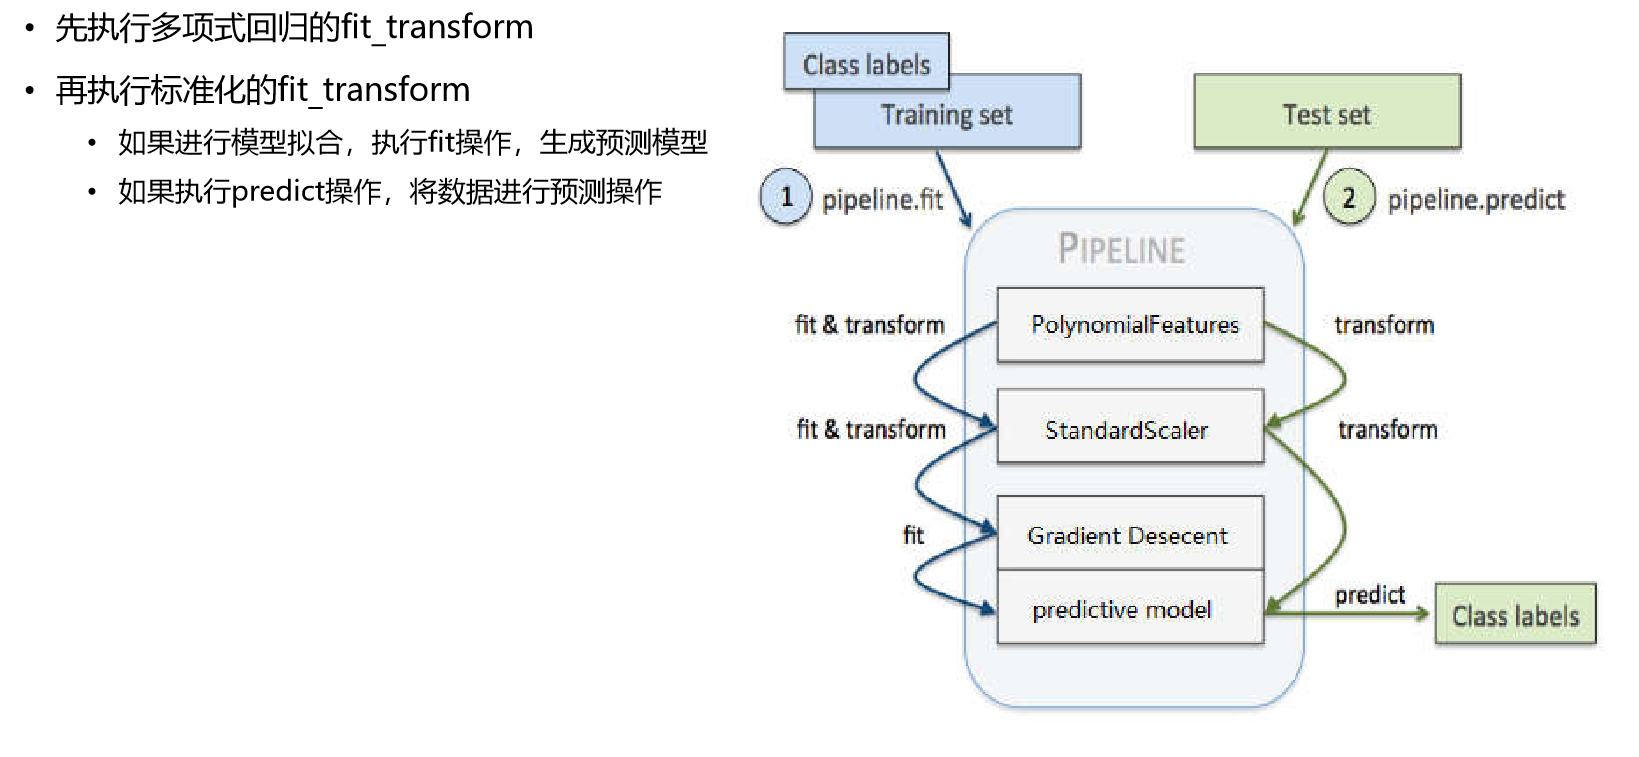 • 先执行多项式回归的fit_transform
• 再执行标准化的fit_transform
• 如果进行模型拟合，执行fit操作，生成预测模型
• 如果执行predict操作，将数据进行预测操作
Class labels
Training set
Test set
1 pipeline.fit
2 pipeline.predict
PIPELINE
fit & transform
PolynomialFeatures
transform
fit & transform
StandardScaler
transform
fit
Gradient Desecent
predictive model
predict
Class labels